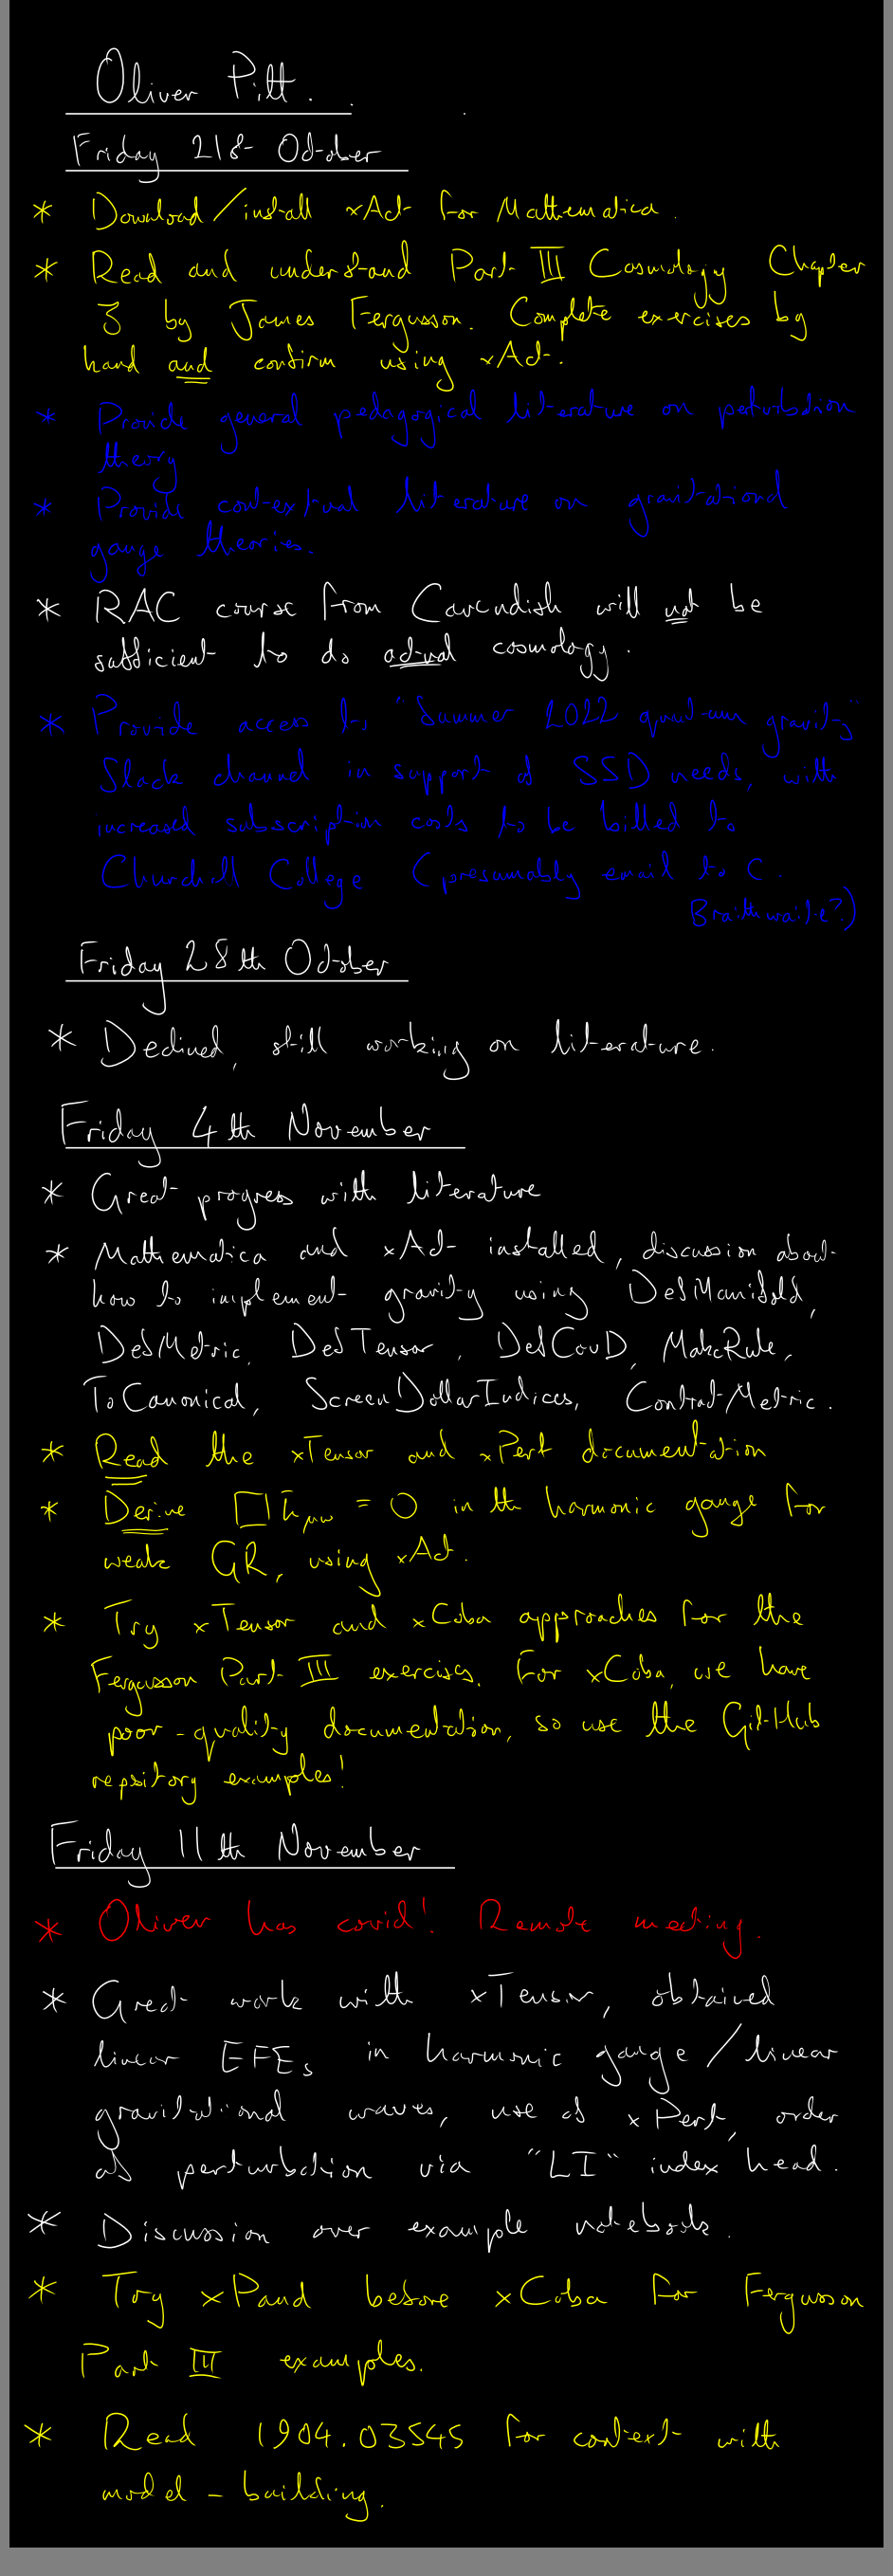 Oliver Pitt.
Friday 21st October
* Download/install xAct for Mathematica.
* Read and understand Part III Cosmology Chapter
3 by James Fergusson. Complete exercises by
hand and confirm using xAct.
* Provide general pedagogical literature on perturbation
theory
* Provide contextual literature on gravitational
gauge theories.
* RAC course from Cavendish will not be
sufficient to do actual cosmology.
* Provide access to "Summer 2022 quantum gravity"
Slack channel in support of SSD needs, with
increased subscription costs to be billed to
Churchill College (presumably email to C.
Braithwaite?)
Friday 28th October
* Declined, still working on literature.
Friday 4th November
* Great progress with literature
* Mathematica and xAct installed, discussion about
how to implement gravity using DefManifold,
DefMetric, DefTensor, DefCovD, MakeRule,
ToCanonical, ScreenDollarIndices, ContractMetric.
* Read the xTensor and xPert documentation
* Derive □h̄μν = 0 in the harmonic gauge for
weak GR, using xAct.
* Try xTensor and xCoba approaches for the
Fergusson Part III exercises. For xCoba, we have
poor-quality documentation, so use the GitHub
repository examples!
Friday 11th November
* Oliver has covid! Remote meeting.
* Great work with xTensor, obtained
linear EFEs in harmonic gauge/linear
gravitational waves, use of xPert, order
of perturbation via "LI" index head.
* Discussion over example notebooks.
* Try xPand before xCoba for Fergusson
Part III examples.
* Read 1904.03545 for context with
model-building.